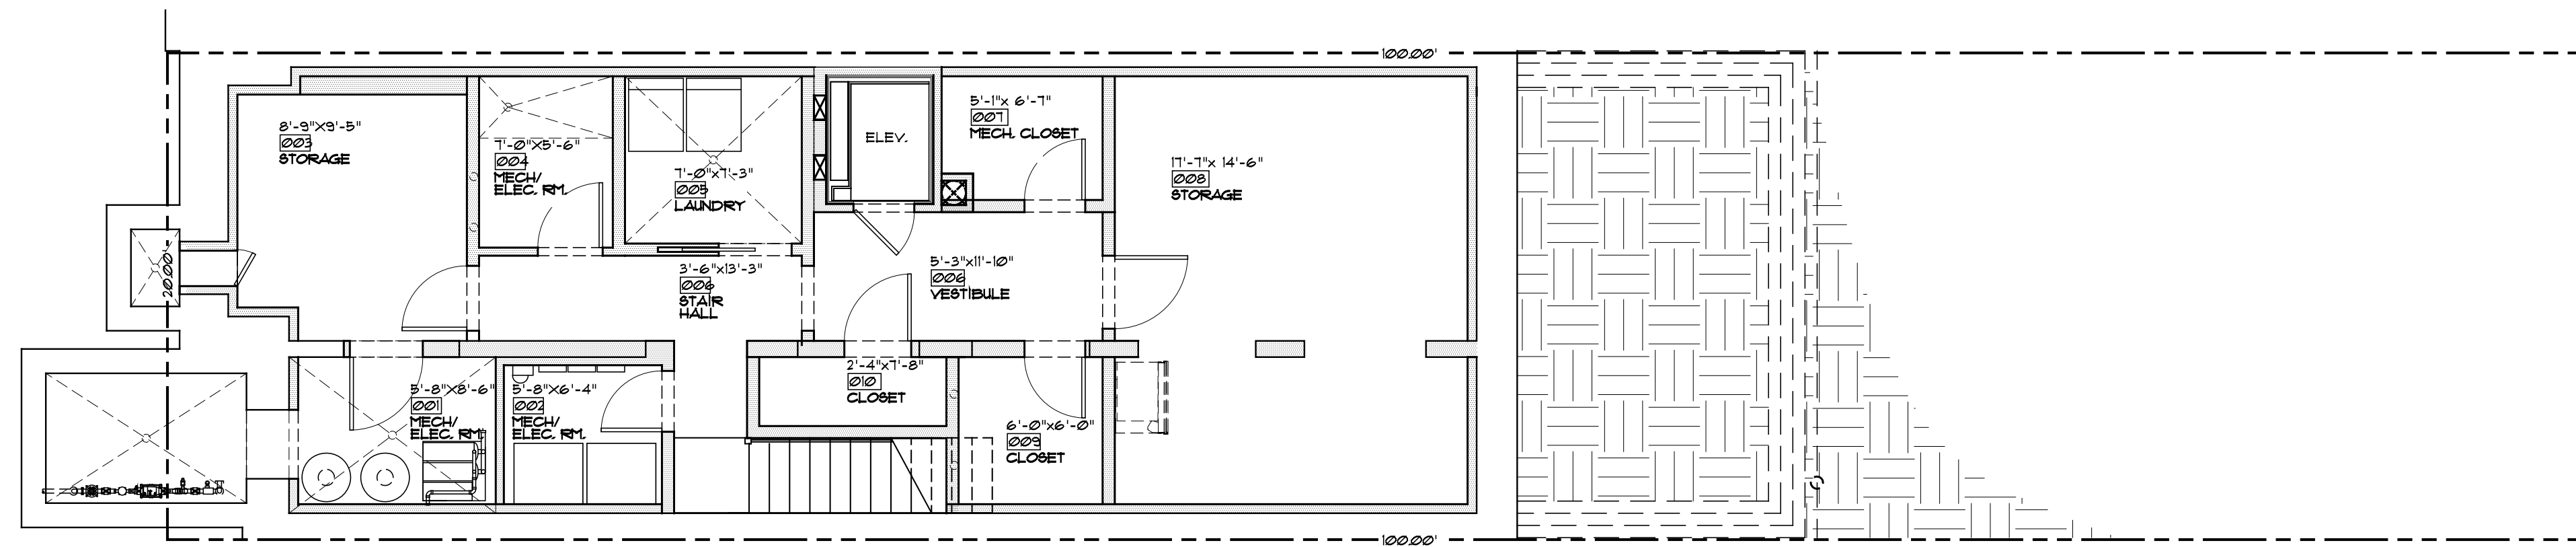 100.00'
8'-9"X9'-5"
003
STORAGE
7'-0"X5'-6"
004
MECH/
ELEC. RM.
7'-0"x7'-3"
005
LAUNDRY
ELEV.
5'-1"x 6'-7"
007
MECH. CLOSET
17'-7"x 14'-6"
008
STORAGE
20.00'
3'-6"x13'-3"
006
STAIR
HALL
5'-3"x11'-10"
006
VESTIBULE
5'-8"X8'-6"
001
MECH/
ELEC. RM.
5'-8"X6'-4"
002
MECH/
ELEC. RM.
2'-4"x7'-8"
010
CLOSET
6'-0"x6'-0"
009
CLOSET
100.00'